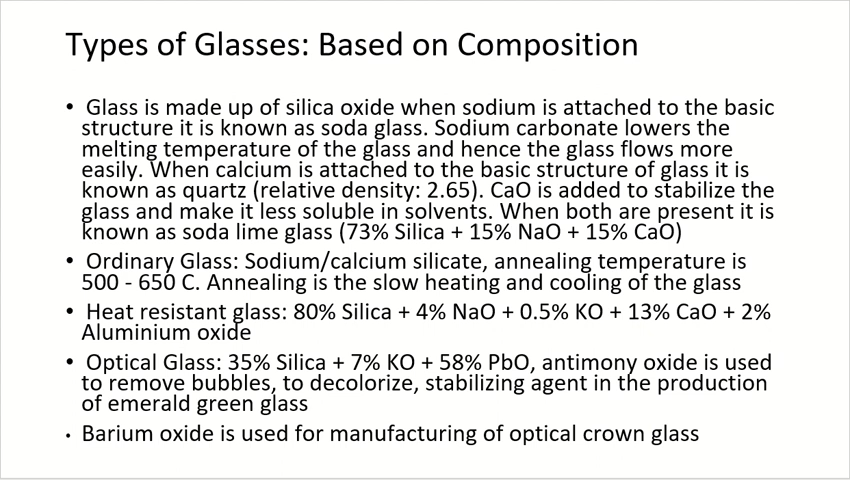 Types of Glasses: Based on Composition
• Glass is made up of silica oxide when sodium is attached to the basic
structure it is known as soda glass. Sodium carbonate lowers the
melting temperature of the glass and hence the glass flows more
easily. When calcium is attached to the basic structure of glass it is
known as quartz (relative density: 2.65). CaO is added to stabilize the
glass and make it less soluble in solvents. When both are present it is
known as soda lime glass (73% Silica + 15% NaO + 15% CaO)
• Ordinary Glass: Sodium/calcium silicate, annealing temperature is
500 - 650 C. Annealing is the slow heating and cooling of the glass
• Heat resistant glass: 80% Silica + 4% NaO + 0.5% KO + 13% CaO + 2%
Aluminium oxide
• Optical Glass: 35% Silica + 7% KO + 58% PbO, antimony oxide is used
to remove bubbles, to decolorize, stabilizing agent in the production
of emerald green glass
• Barium oxide is used for manufacturing of optical crown glass